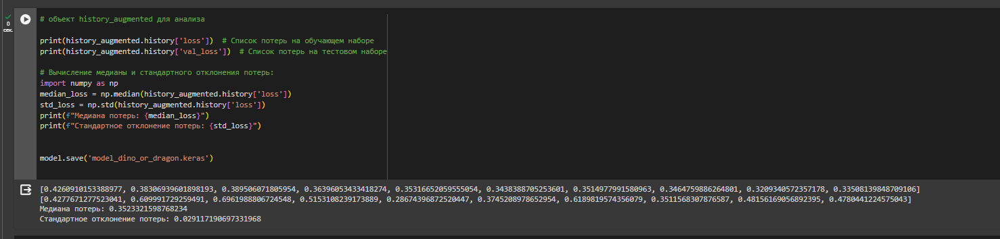 0
сек.
# объект history_augmented для анализа
print(history_augmented.history['loss'])  # Список потерь на обучающем наборе
print(history_augmented.history['val_loss'])  # Список потерь на тестовом наборе
# Вычисление медианы и стандартного отклонения потерь:
import numpy as np
median_loss = np.median(history_augmented.history['loss'])
std_loss = np.std(history_augmented.history['loss'])
print(f"Медиана потерь: {median_loss}")
print(f"Стандартное отклонение потерь: {std_loss}")
model.save('model_dino_or_dragon.keras')
[0.4260910153388977, 0.38306939601898193, 0.389506071805954, 0.36396053433418274, 0.35316652059555054, 0.3438388705253601, 0.3514977991580963, 0.3464759886264801, 0.3209340572357178, 0.335081398487091​06]
[0.4277671277523041, 0.609991729259491, 0.6961988806724548, 0.5153108239173889, 0.28674396872520447, 0.3745208978652954, 0.6189819574356079, 0.3511568307876587, 0.48156169056892395, 0.4780441224575043]
Медиана потерь: 0.3523321598768234
Стандартное отклонение потерь: 0.029117190697331968